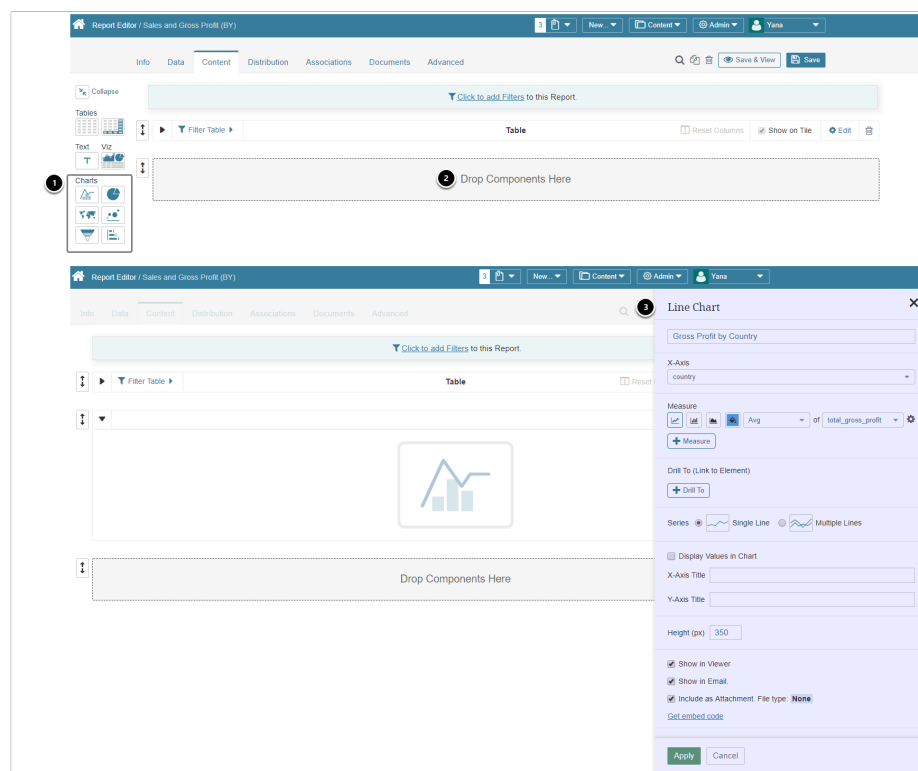 Report Editor / Sales and Gross Profit (BY)
3
New...
Content
Admin
Yana
Info Data Content Distribution Associations Documents Advanced
Save & View
Save
Collapse
Click to add Filters to this Report.
Tables
Filter Table
Table
Reset Columns
Show on Tile
Edit
Text Viz
T
1
Charts
2
Drop Components Here
Report Editor / Sales and Gross Profit (BY)
3
New...
Content
Admin
Yana
Info Data Content Distribution Associations Documents Advanced
3
Line Chart
Gross Profit by Country
Click to add Filters to this Report.
X-Axis
country
Filter Table
Table
Reset
Measure
Avg of total_gross_profit
Measure
Drill To (Link to Element)
Drill To
Series Single Line Multiple Lines
Display Values in Chart
X-Axis Title
Y-Axis Title
Drop Components Here
Height (px) 350
Show in Viewer
Show in Email.
Include as Attachment. File type: None
Get embed code
Apply Cancel